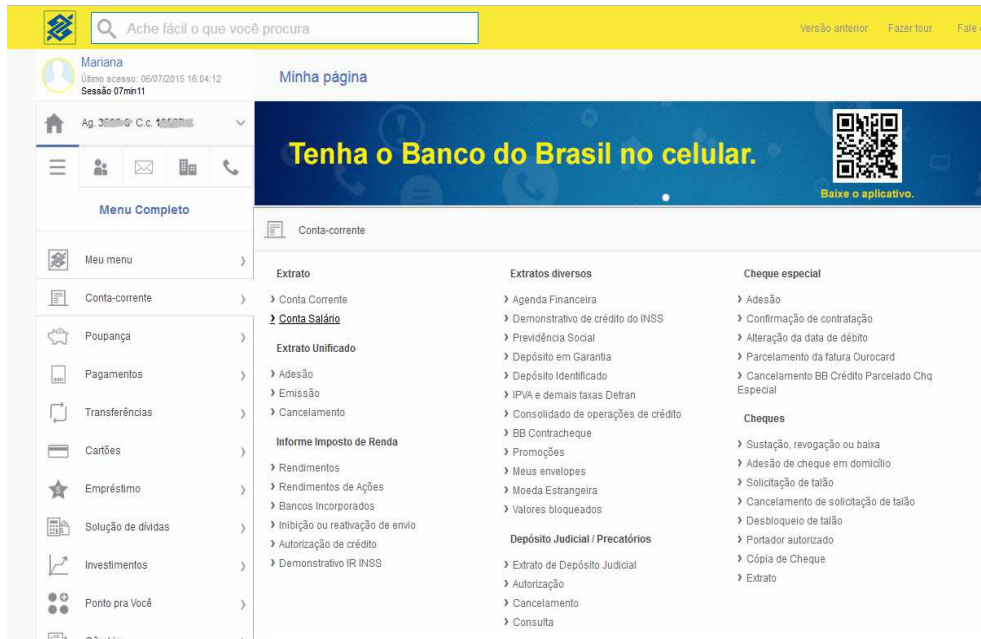 Ache fácil o que você procura
Versão anterior
Fazer tour
Fale
Mariana
Último acesso: 06/07/2015 16:04:12
Sessão 07min11
Minha página
Ag. C.c.
Tenha o Banco do Brasil no celular.
Baixe o aplicativo.
Menu Completo
Meu menu
Conta-corrente
Poupança
Pagamentos
Transferências
Cartões
Empréstimo
Solução de dívidas
Investimentos
Ponto pra Você
Conta-corrente
Extrato
Conta Corrente
Conta Salário
Extrato Unificado
Adesão
Emissão
Cancelamento
Informe Imposto de Renda
Rendimentos
Rendimentos de Ações
Bancos Incorporados
Inibição ou reativação de envio
Autorização de crédito
Demonstrativo IR INSS
Extratos diversos
Agenda Financeira
Demonstrativo de crédito do INSS
Previdência Social
Depósito em Garantia
Depósito Identificado
IPVA e demais taxas Detran
Consolidado de operações de crédito
BB Contracheque
Promoções
Meus envelopes
Moeda Estrangeira
Valores bloqueados
Depósito Judicial / Precatórios
Extrato de Depósito Judicial
Autorização
Cancelamento
Consulta
Cheque especial
Adesão
Confirmação de contratação
Alteração da data de débito
Parcelamento da fatura Ourocard
Cancelamento BB Crédito Parcelado Chq
Especial
Cheques
Sustação, revogação ou baixa
Adesão de cheque em domicílio
Solicitação de talão
Cancelamento de solicitação de talão
Desbloqueio de talão
Portador autorizado
Cópia de Cheque
Extrato